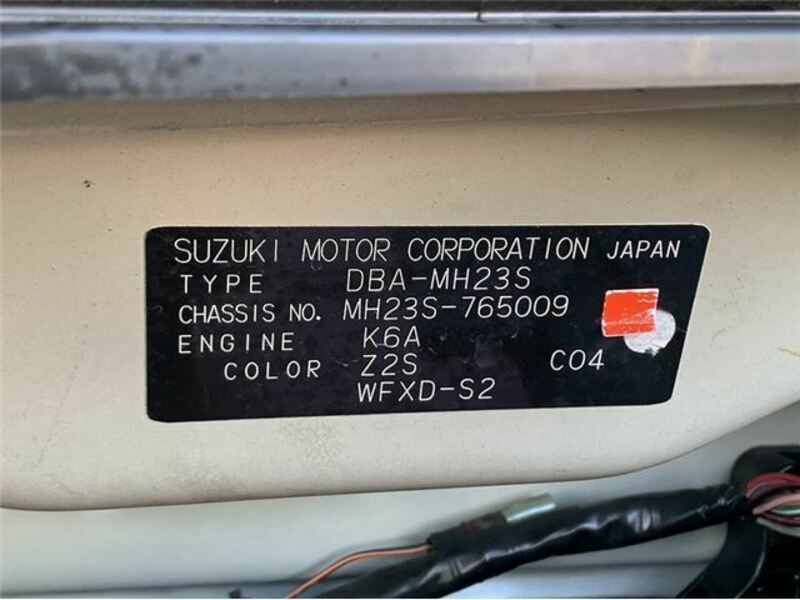 SUZUKI MOTOR CORPORATION JAPAN
TYPE DBA-MH23S
CHASSIS NO. MH23S-765009
ENGINE K6A
COLOR Z2S C04
WFXD-S2